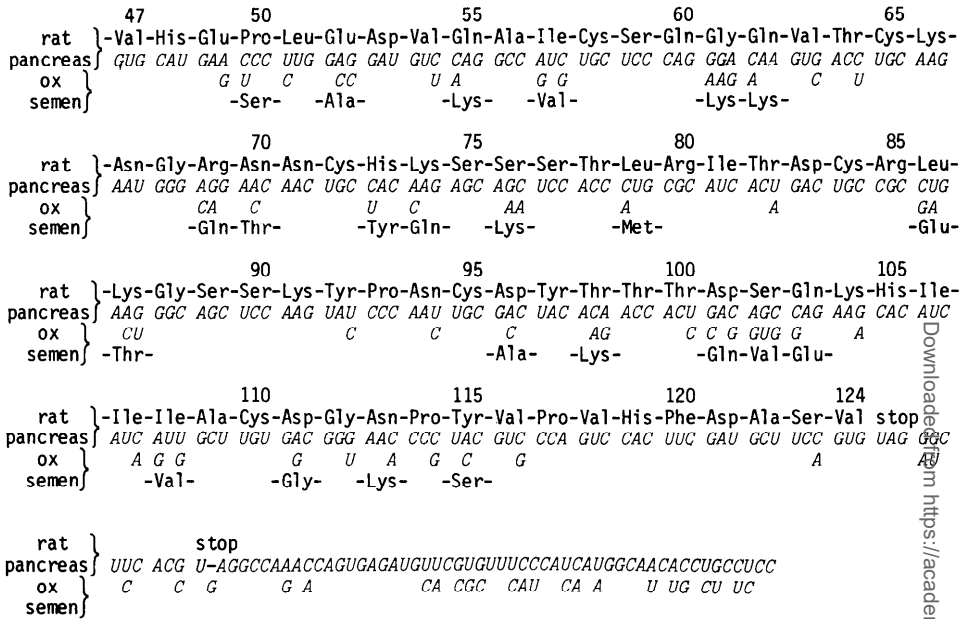 47 50 55 60 65
rat -Val-His-Glu-Pro-Leu-Glu-Asp-Val-Gln-Ala-Ile-Cys-Ser-Gln-Gly-Gln-Val-Thr-Cys-Lys-
pancreas GUG CAU GAA CCC UUG GAG GAU GUC CAG GCC AUC UGC UCC CAG GGA CAA GUG ACC UGC AAG
ox G U C CC U A G G AAG A C U
semen -Ser- -Ala- -Lys- -Val- -Lys-Lys-
70 75 80 85
rat -Asn-Gly-Arg-Asn-Asn-Cys-His-Lys-Ser-Ser-Ser-Thr-Leu-Arg-Ile-Thr-Asp-Cys-Arg-Leu-
pancreas AAU GGG AGG AAC AAC UGC CAC AAG AGC AGC UCC ACC CUG CGC AUC ACU GAC UGC CGC CUG
ox CA C U C AA A A GA
semen -Gln-Thr- -Tyr-Gln- -Lys- -Met- -Glu-
90 95 100 105
rat -Lys-Gly-Ser-Ser-Lys-Tyr-Pro-Asn-Cys-Asp-Tyr-Thr-Thr-Thr-Asp-Ser-Gln-Lys-His-Ile-
pancreas AAG GGC AGC UCC AAG UAU CCC AAU UGC GAC UAC ACA ACC ACU GAC AGC CAG AAG CAC AUC
ox CU C C C AG C C G GUG G A
semen -Thr- -Ala- -Lys- -Gln-Val-Glu-
110 115 120 124
rat -Ile-Ile-Ala-Cys-Asp-Gly-Asn-Pro-Tyr-Val-Pro-Val-His-Phe-Asp-Ala-Ser-Val stop
pancreas AUC AUU GCU UGU GAC GGG AAC CCC UAC GUC CCA GUC CAC UUC GAU GCU UCC GUG UAG GGC
ox A G G G U A G C G A AU
semen -Val- -Gly- -Lys- -Ser-
rat stop
pancreas UUC ACG U-AGGCCAAACCAGUGAGAUGUUCGUGUUUCCCAUCAUGGCAACACCUGCCUCC
ox C C G G A CA CGC CAU CA A U UG CU UC
semen
Downloaded from https://acader